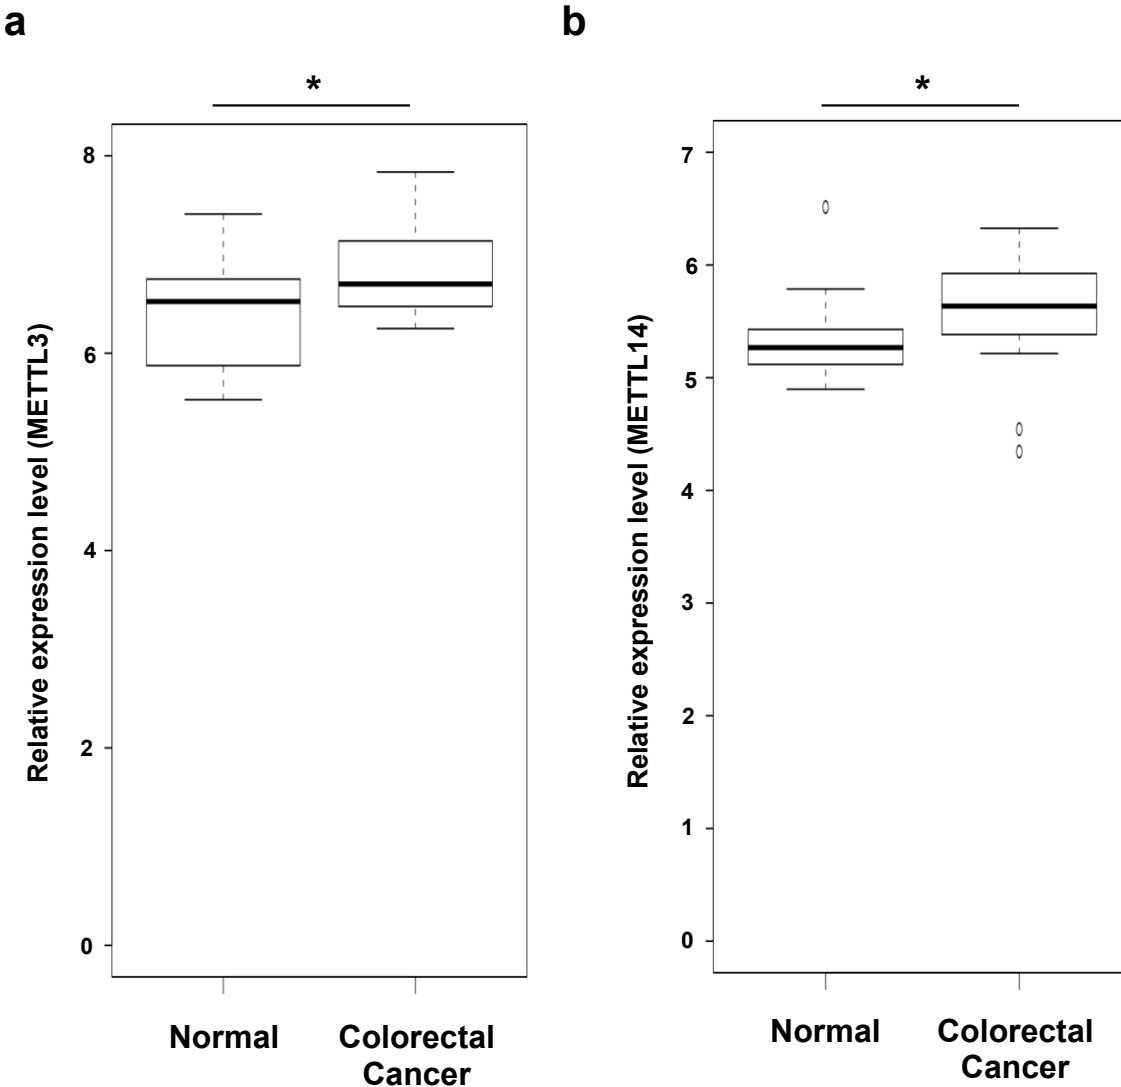 a
*
Relative expression level (METTL3)
8
6
4
2
0
Normal
Colorectal
Cancer
b
*
Relative expression level (METTL14)
7
6
5
4
3
2
1
0
Normal
Colorectal
Cancer